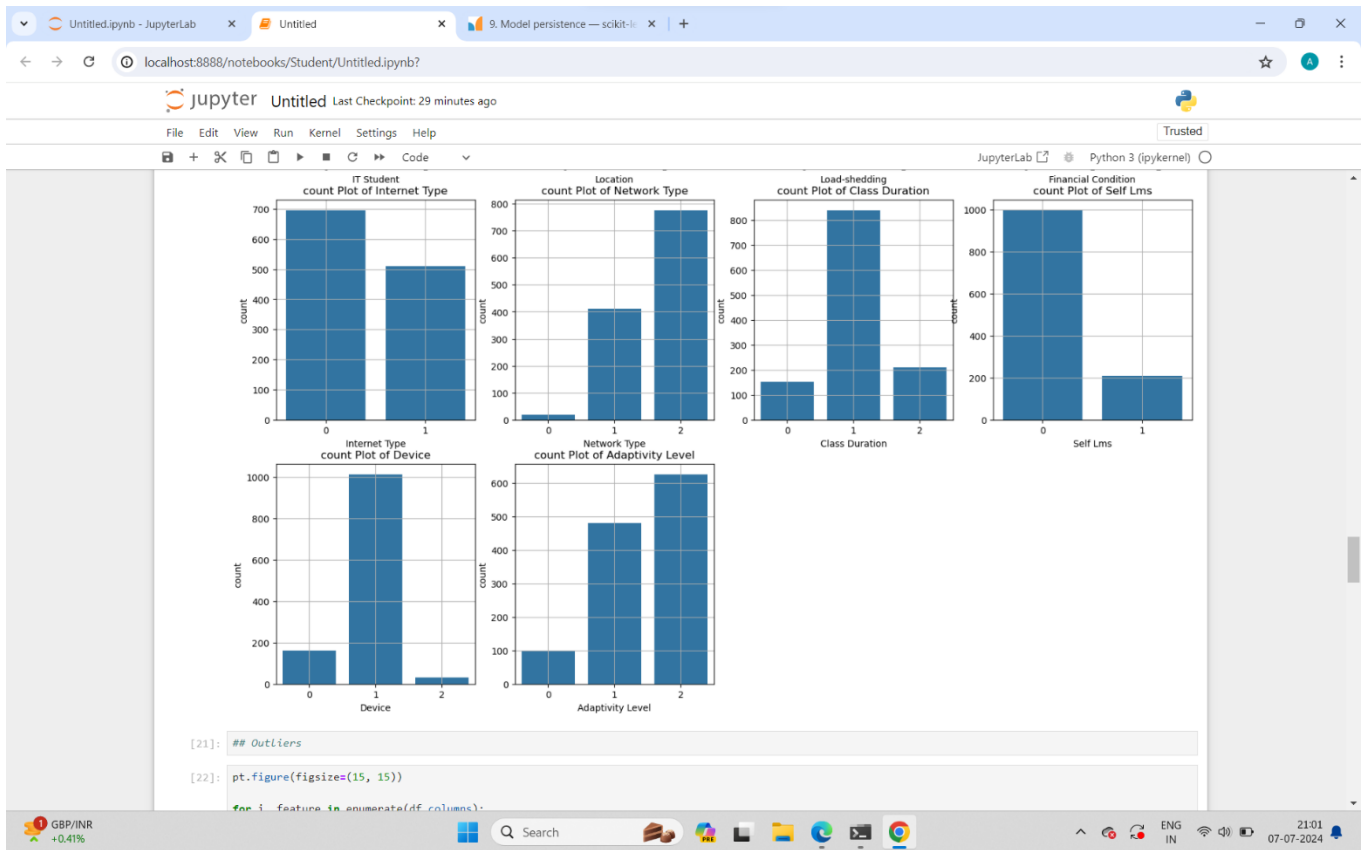 Untitled.ipynb - JupyterLab
Untitled
9. Model persistence — scikit-le
localhost:8888/notebooks/Student/Untitled.ipynb?
A
jupyter Untitled Last Checkpoint: 29 minutes ago
File Edit View Run Kernel Settings Help
Trusted
Code
JupyterLab
Python 3 (ipykernel)
IT Student
Location
Load-shedding
Financial Condition
count Plot of Internet Type
count Plot of Network Type
count Plot of Class Duration
count Plot of Self Lms
700
600
500
400
300
200
100
0
count
0 1
Internet Type
800
700
600
500
400
300
200
100
0
count
0 1 2
Network Type
800
700
600
500
400
300
200
100
0
count
0 1 2
Class Duration
1000
800
600
400
200
0
count
0 1
Self Lms
count Plot of Device
1000
800
600
400
200
0
count
0 1 2
Device
count Plot of Adaptivity Level
600
500
400
300
200
100
0
count
0 1 2
Adaptivity Level
[21]: ## Outliers
[22]: pt.figure(figsize=(15, 15))
for i, feature in enumerate(df.columns):
1
GBP/INR
+0.41%
Search
PRE
ENG
IN
21:01
07-07-2024